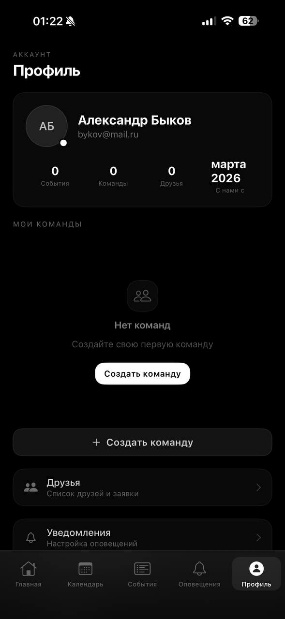 01:22
62
АККАУНТ
Профиль
АБ
Александр Быков
bykov@mail.ru
0
События
0
Команды
0
Друзья
марта
2026
С нами с
МОИ КОМАНДЫ
Нет команд
Создайте свою первую команду
Создать команду
+ Создать команду
Друзья
Список друзей и заявки
Уведомления
Настройка оповещений
Главная
Календарь
События
Оповещения
Профиль